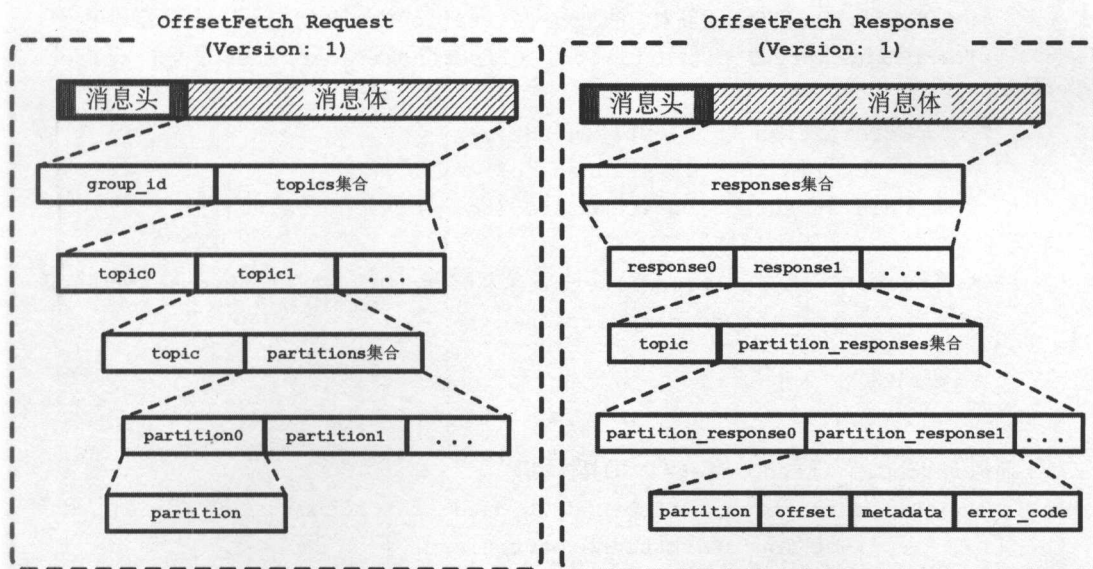 OffsetFetch Request
(Version: 1)
消息头 消息体
group_id topics集合
topic0 topic1 ...
topic partitions集合
partition0 partition1 ...
partition
OffsetFetch Response
(Version: 1)
消息头 消息体
responses集合
response0 response1 ...
topic partition_responses集合
partition_response0 partition_response1 ...
partition offset metadata error_code